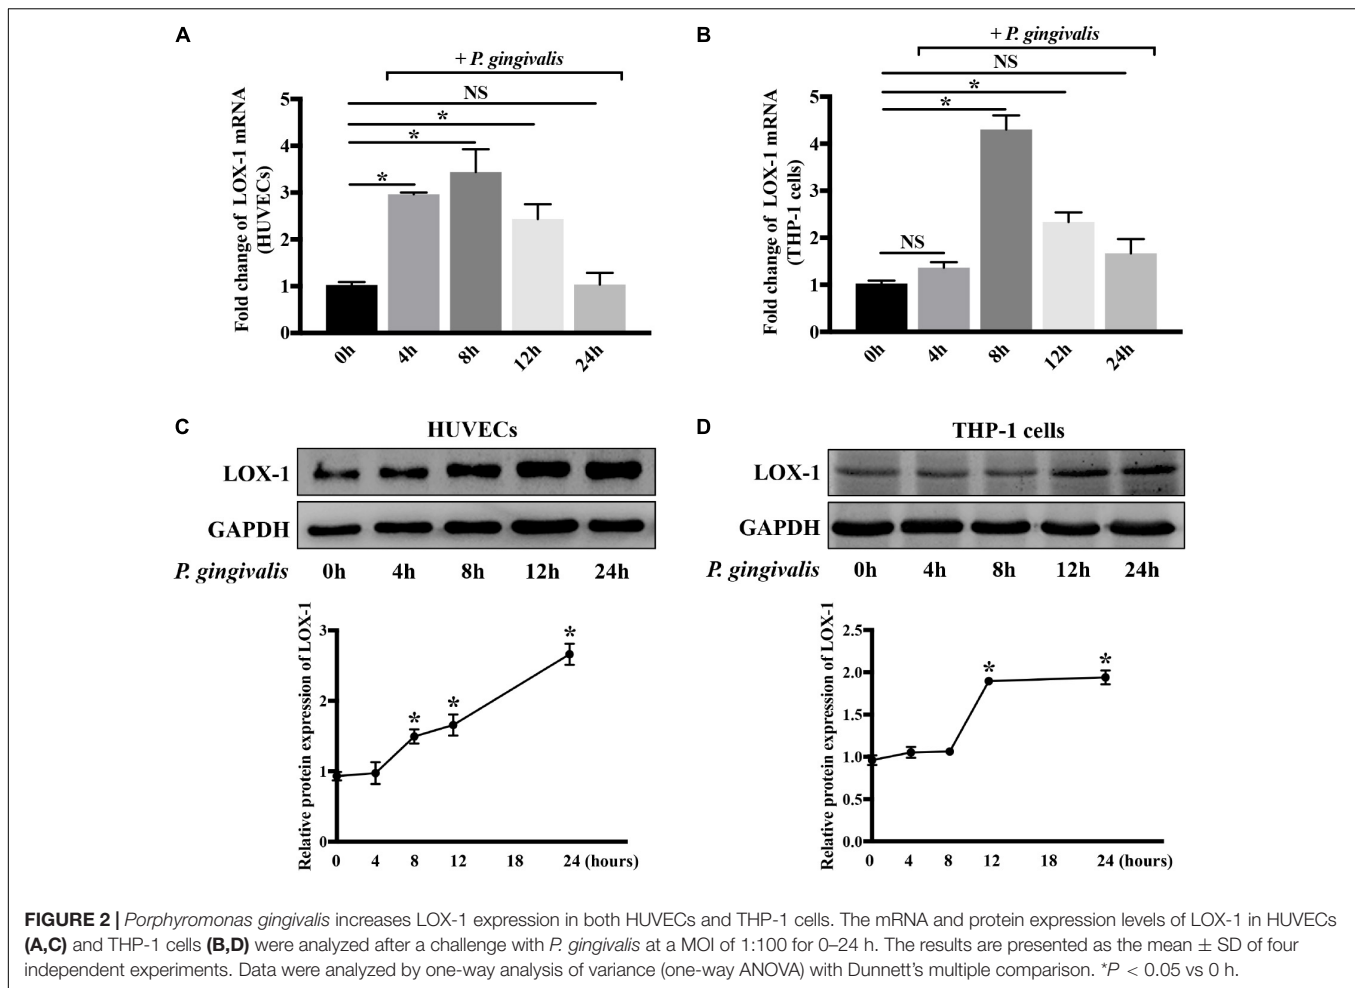 A
+ P. gingivalis
NS
*
*
*
Fold change of LOX-1 mRNA
(HUVECs)
5
4
3
2
1
0
0h 4h 8h 12h 24h
B
+ P. gingivalis
NS
*
*
NS
Fold change of LOX-1 mRNA
(THP-1 cells)
5
4
3
2
1
0
0h 4h 8h 12h 24h
C
HUVECs
LOX-1
GAPDH
P. gingivalis 0h 4h 8h 12h 24h
Relative protein expression of LOX-1
3
2
1
0
* * *
0 4 8 12 18 24 (hours)
D
THP-1 cells
LOX-1
GAPDH
P. gingivalis 0h 4h 8h 12h 24h
Relative protein expression of LOX-1
2.5
2.0
1.5
1.0
0.5
0.0
* *
0 4 8 12 18 24 (hours)
FIGURE 2 | Porphyromonas gingivalis increases LOX-1 expression in both HUVECs and THP-1 cells. The mRNA and protein expression levels of LOX-1 in HUVECs
(A,C) and THP-1 cells (B,D) were analyzed after a challenge with P. gingivalis at a MOI of 1:100 for 0–24 h. The results are presented as the mean ± SD of four
independent experiments. Data were analyzed by one-way analysis of variance (one-way ANOVA) with Dunnett's multiple comparison. *P < 0.05 vs 0 h.